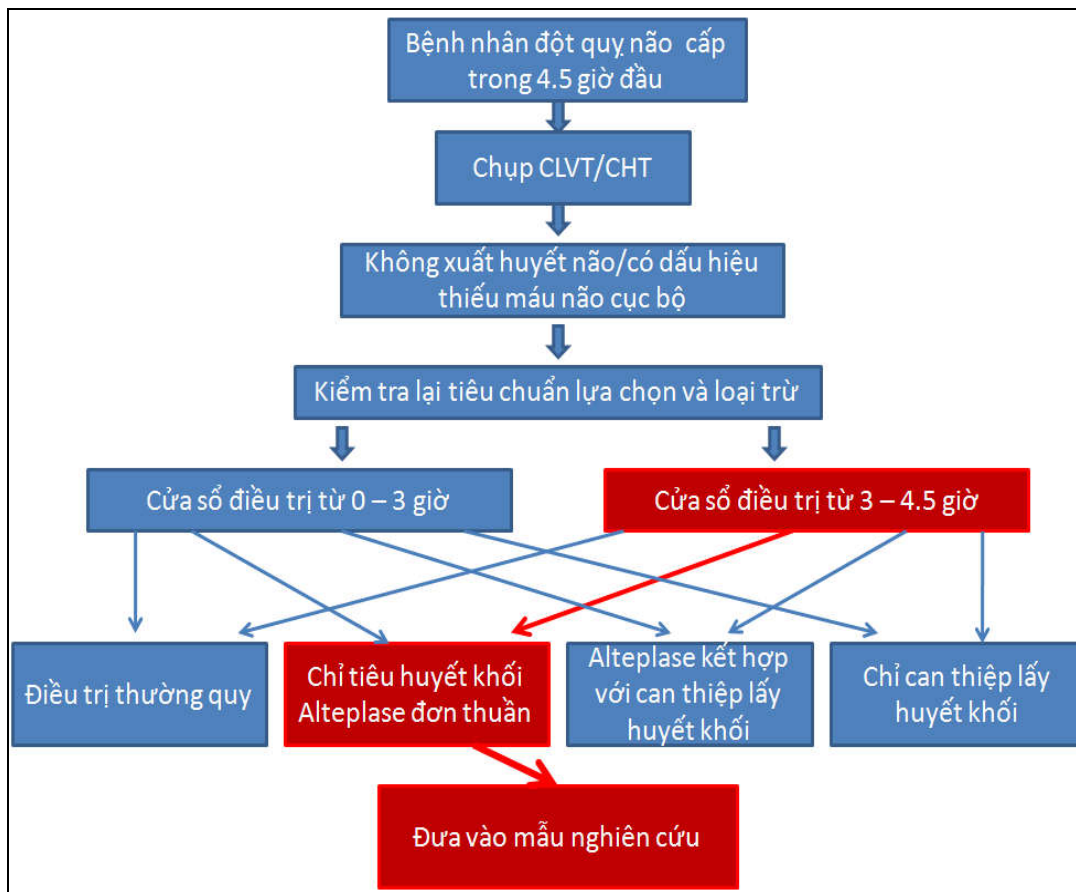 Bệnh nhân đột quỵ não cấp
trong 4.5 giờ đầu
Chụp CLVT/CHT
Không xuất huyết não/có dấu hiệu
thiếu máu não cục bộ
Kiểm tra lại tiêu chuẩn lựa chọn và loại trừ
Cửa sổ điều trị từ 0 – 3 giờ
Cửa sổ điều trị từ 3 – 4.5 giờ
Điều trị thường quy
Chỉ tiêu huyết khối
Alteplase đơn thuần
Alteplase kết hợp
với can thiệp lấy
huyết khối
Chỉ can thiệp lấy
huyết khối
Đưa vào mẫu nghiên cứu